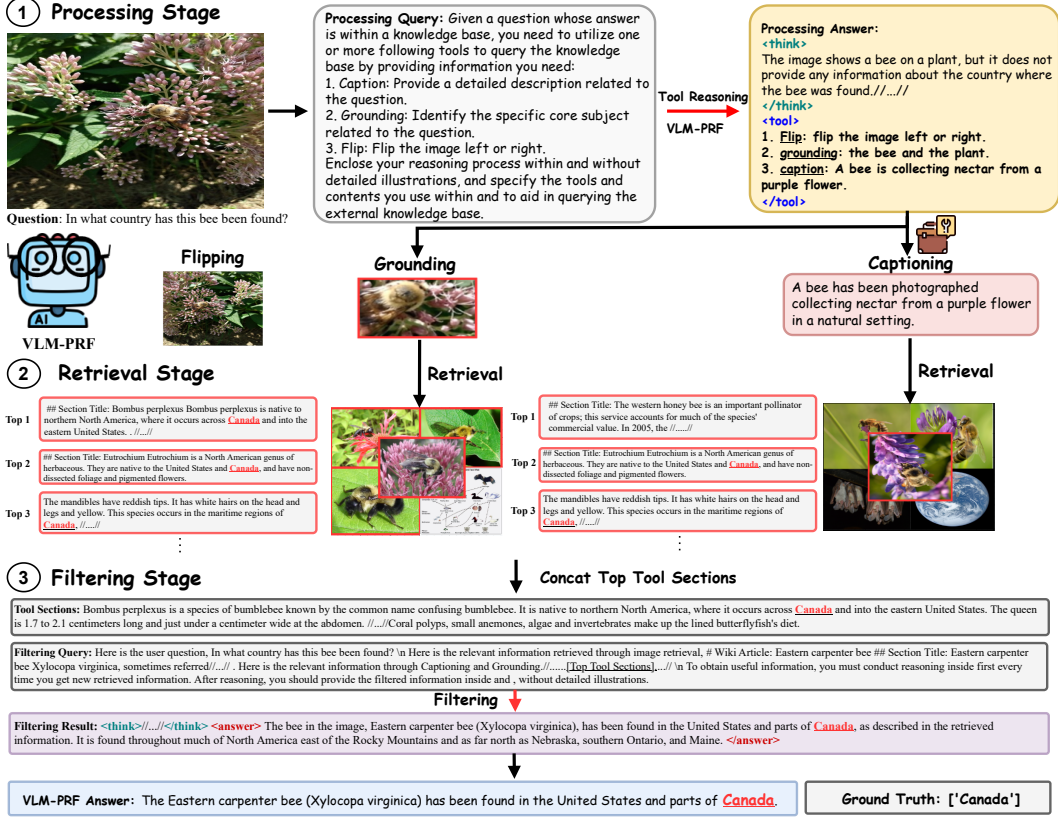 1 Processing Stage
Question: In what country has this bee been found?
Processing Query: Given a question whose answer
is within a knowledge base, you need to utilize one
or more following tools to query the knowledge
base by providing information you need:
1. Caption: Provide a detailed description related to
the question.
2. Grounding: Identify the specific core subject
related to the question.
3. Flip: Flip the image left or right.
Enclose your reasoning process within and without
detailed illustrations, and specify the tools and
contents you use within and to aid in querying the
external knowledge base.
Tool Reasoning
VLM-PRF
Processing Answer:
<think>
The image shows a bee on a plant, but it does not
provide any information about the country where
the bee was found.//...//
</think>
<tool>
1. Flip: flip the image left or right.
2. grounding: the bee and the plant.
3. caption: A bee is collecting nectar from a
purple flower.
</tool>
AI
VLM-PRF
Flipping
Grounding
Captioning
A bee has been photographed
collecting nectar from a purple flower
in a natural setting.
Retrieval
Retrieval
2 Retrieval Stage
Top 1
## Section Title: Bombus perplexus Bombus perplexus is native to
northern North America, where it occurs across Canada and into the
eastern United States. . //...//
Top 2
## Section Title: Eutrochium Eutrochium is a North American genus of
herbaceous. They are native to the United States and Canada, and have non-
dissected foliage and pigmented flowers.
Top 3
The mandibles have reddish tips. It has white hairs on the head and
legs and yellow. This species occurs in the maritime regions of
Canada, //....//
Top 1
## Section Title: The western honey bee is an important pollinator
of crops; this service accounts for much of the species'
commercial value. In 2005, the //.....//
Top 2
## Section Title: Eutrochium Eutrochium is a North American genus of
herbaceous. They are native to the United States and Canada, and have non-
dissected foliage and pigmented flowers.
Top 3
The mandibles have reddish tips. It has white hairs on the head and
legs and yellow. This species occurs in the maritime regions of
Canada, //....//
3 Filtering Stage
Concat Top Tool Sections
Tool Sections: Bombus perplexus is a species of bumblebee known by the common name confusing bumblebee. It is native to northern North America, where it occurs across Canada and into the eastern United States. The queen
is 1.7 to 2.1 centimeters long and just under a centimeter wide at the abdomen. //...//Coral polyps, small anemones, algae and invertebrates make up the lined butterflyfish's diet.
Filtering Query: Here is the user question, In what country has this bee been found? \n Here is the relevant information retrieved through image retrieval, # Wiki Article: Eastern carpenter bee ## Section Title: Eastern carpenter
bee Xylocopa virginica, sometimes referred//...// . Here is the relevant information through Captioning and Grounding.//......[Top Tool Sections],...// \n To obtain useful information, you must conduct reasoning inside first every
time you get new retrieved information. After reasoning, you should provide the filtered information inside and , without detailed illustrations.
Filtering
Filtering Result: <think>//...//</think> <answer> The bee in the image, Eastern carpenter bee (Xylocopa virginica), has been found in the United States and parts of Canada, as described in the retrieved
information. It is found throughout much of North America east of the Rocky Mountains and as far north as Nebraska, southern Ontario, and Maine. </answer>
VLM-PRF Answer: The Eastern carpenter bee (Xylocopa virginica) has been found in the United States and parts of Canada.
Ground Truth: ['Canada']